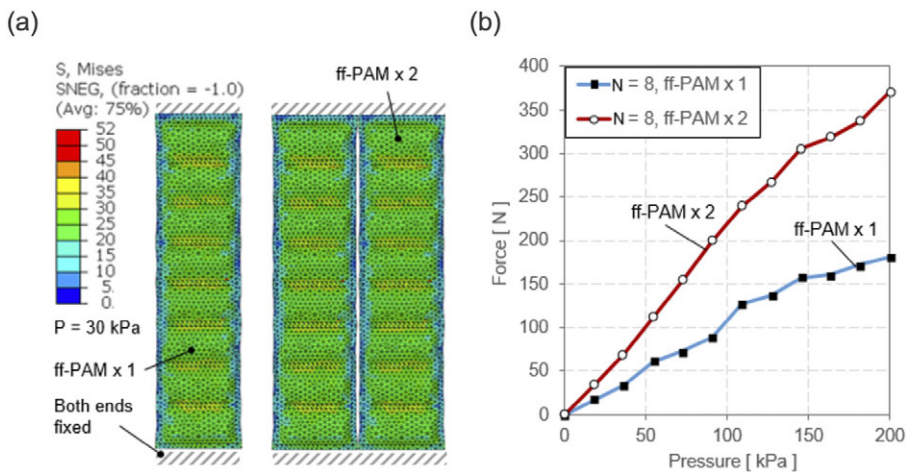 (a)
S, Mises
SNEG, (fraction = -1.0)
(Avg: 75%)
52
50
45
40
35
30
25
20
15
10
5.
0.
P = 30 kPa
ff-PAM x 1
Both ends
fixed
ff-PAM x 2
(b)
N = 8, ff-PAM x 1
N = 8, ff-PAM x 2
ff-PAM x 2
ff-PAM x 1
Force [ N ]
400
350
300
250
200
150
100
50
0
0 50 100 150 200
Pressure [ kPa ]